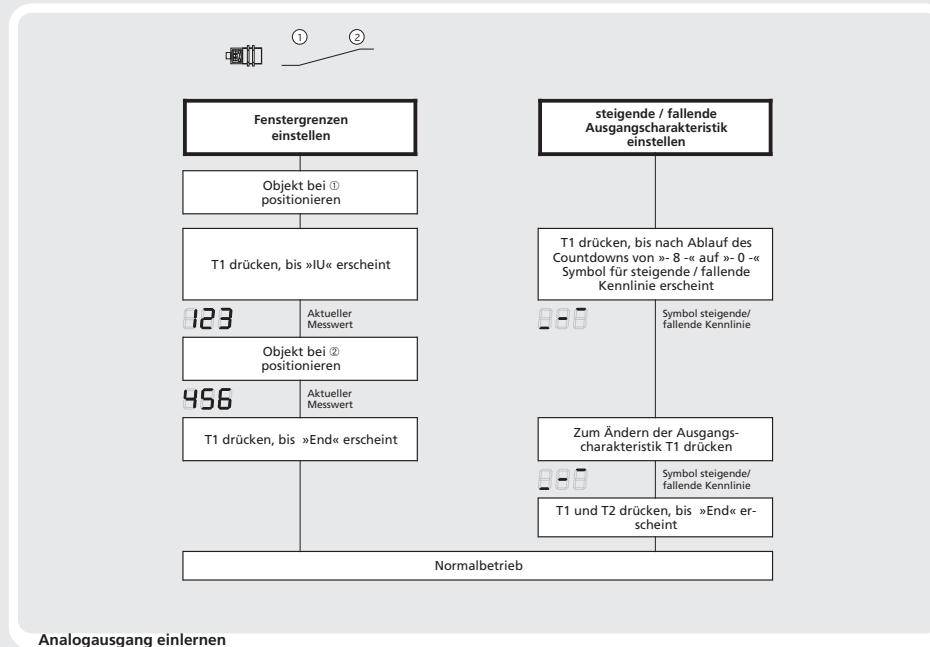 ① ②
Fenstergrenzen
einstellen
Objekt bei ①
positionieren
T1 drücken, bis »IU« erscheint
123
Aktueller
Messwert
Objekt bei ②
positionieren
456
Aktueller
Messwert
T1 drücken, bis »End« erscheint
steigende / fallende
Ausgangscharakteristik
einstellen
T1 drücken, bis nach Ablauf des
Countdowns von »- 8 -« auf »- 0 -«
Symbol für steigende / fallende
Kennlinie erscheint
Symbol steigende/
fallende Kennlinie
Zum Ändern der Ausgangs-
charakteristik T1 drücken
Symbol steigende/
fallende Kennlinie
T1 und T2 drücken, bis »End« er-
scheint
Normalbetrieb
Analogausgang einlernen